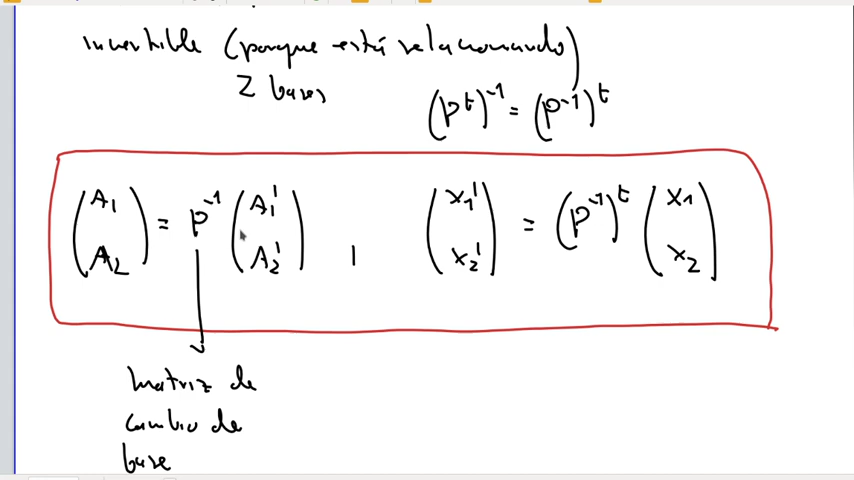 invertible (porque está relacionando)
2 bases
(P^t)^-1 = (P^-1)^t
(A1 A2) = P^-1 (A1' A2') , (x1' x2') = (P^-1)^t (x1 x2)
matriz de
cambio de
base